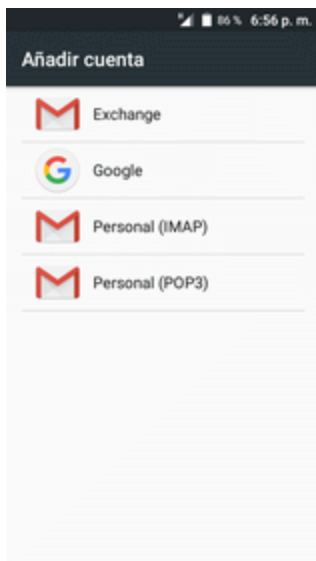 86 % 6:56 p. m.
Añadir cuenta
Exchange
Google
Personal (IMAP)
Personal (POP3)